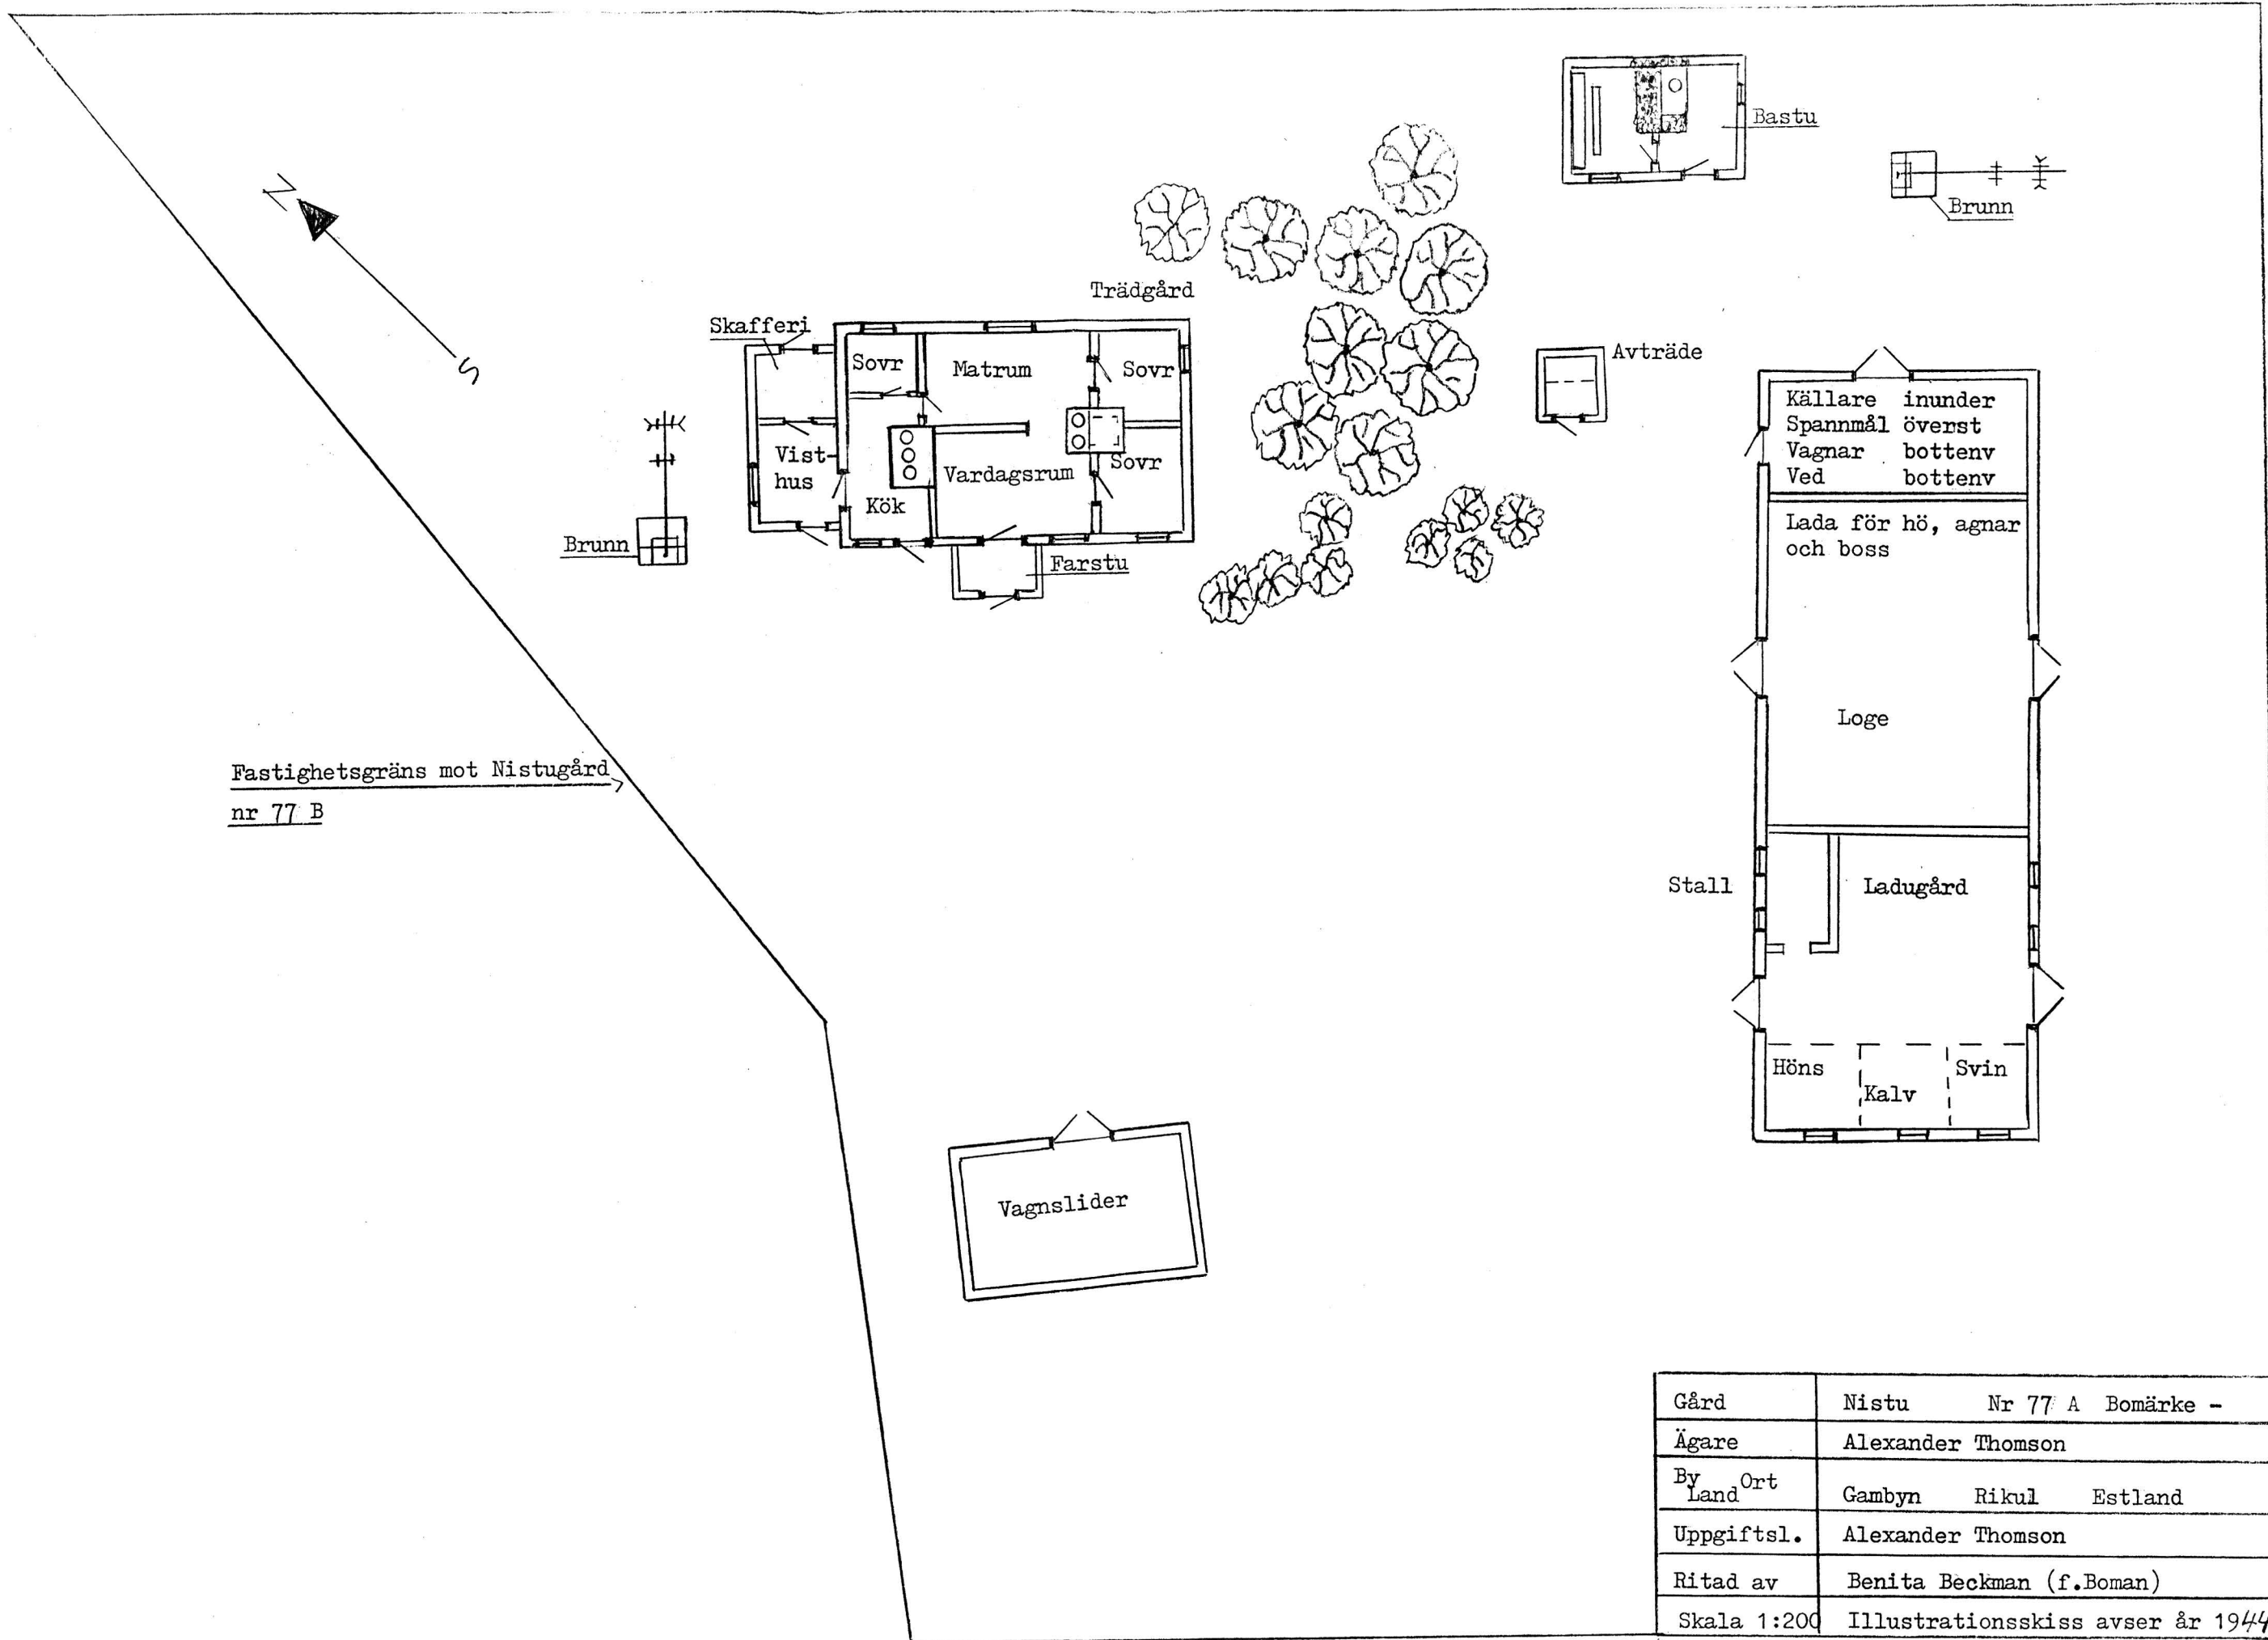 Bastu
Brunn
N
S
Trädgård
Skafferi
Sovr
Matrum
Sovr
Avträde
Vist-
hus
Kök
Vardagsrum
Sovr
Brunn
Farstu
Källare inunder
Spannmål överst
Vagnar bottenv
Ved bottenv
Lada för hö, agnar
och boss
Loge
Fastighetsgräns mot Nistugård
nr 77 B
Stall
Ladugård
Höns
Kalv
Svin
Vagnslider
Gård Nistu Nr 77 A Bomärke -
Ägare Alexander Thomson
By Ort
Land
Gambyn Rikul Estland
Uppgiftsl. Alexander Thomson
Ritad av Benita Beckman (f.Boman)
Skala 1:200 Illustrationsskiss avser år 1944